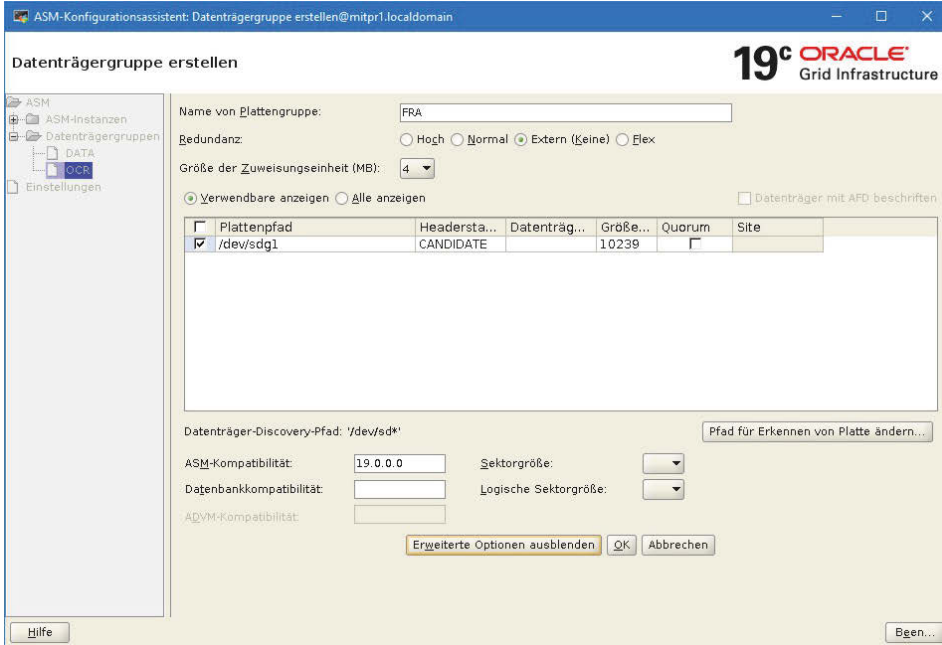 ASM-Konfigurationsassistent: Datenträgergruppe erstellen@mitpr1.localdomain
Datenträgergruppe erstellen
19c ORACLE
Grid Infrastructure
ASM
ASM-Instanzen
Datenträgergruppen
DATA
OCR
Einstellungen
Name von Plattengruppe: FRA
Redundanz: Hoch Normal Extern (Keine) Flex
Größe der Zuweisungseinheit (MB): 4
Verwendbare anzeigen Alle anzeigen Datenträger mit AFD beschriften
Plattenpfad Headersta... Datenträg... Größe... Quorum Site
/dev/sdg1 CANDIDATE 10239
Datenträger-Discovery-Pfad: '/dev/sd*' Pfad für Erkennen von Platte ändern...
ASM-Kompatibilität: 19.0.0.0 Sektorgröße:
Datenbankkompatibilität: Logische Sektorgröße:
ADVM-Kompatibilität:
Erweiterte Optionen ausblenden OK Abbrechen
Hilfe Been...